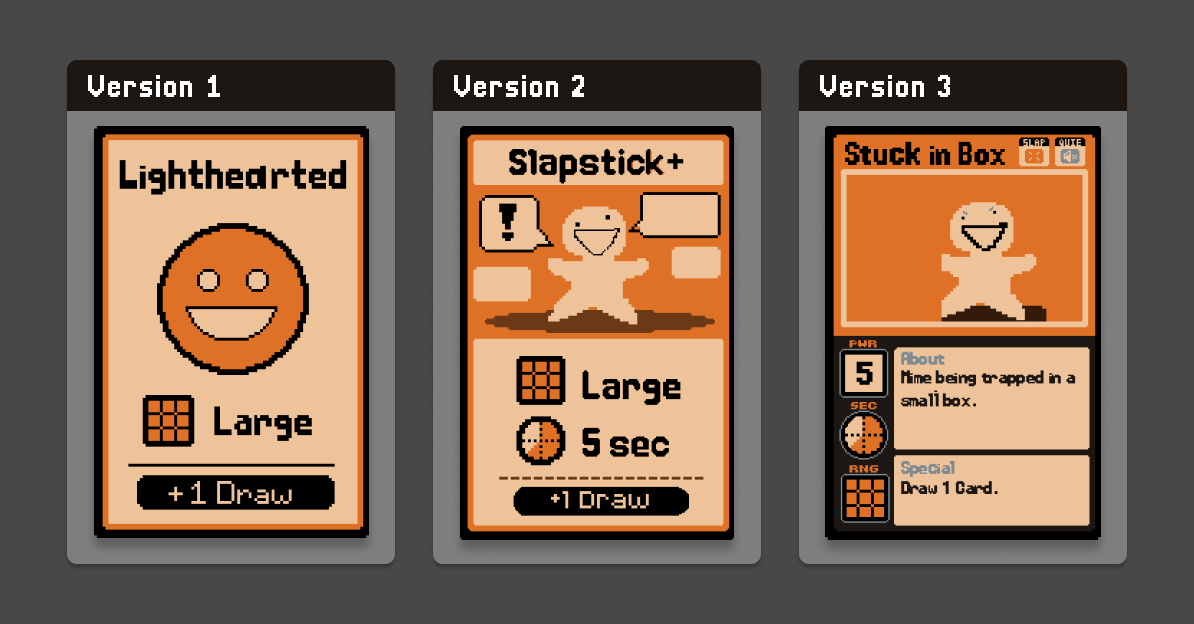 Version 1
Lighthearted
Large
+1 Draw
Version 2
Slapstick+
!
Large
5 sec
+1 Draw
Version 3
Stuck in Box
SLAP
QUIE
PWR
5
SEC
RNG
About
Mime being trapped in a
small box.
Special
Draw 1 Card.